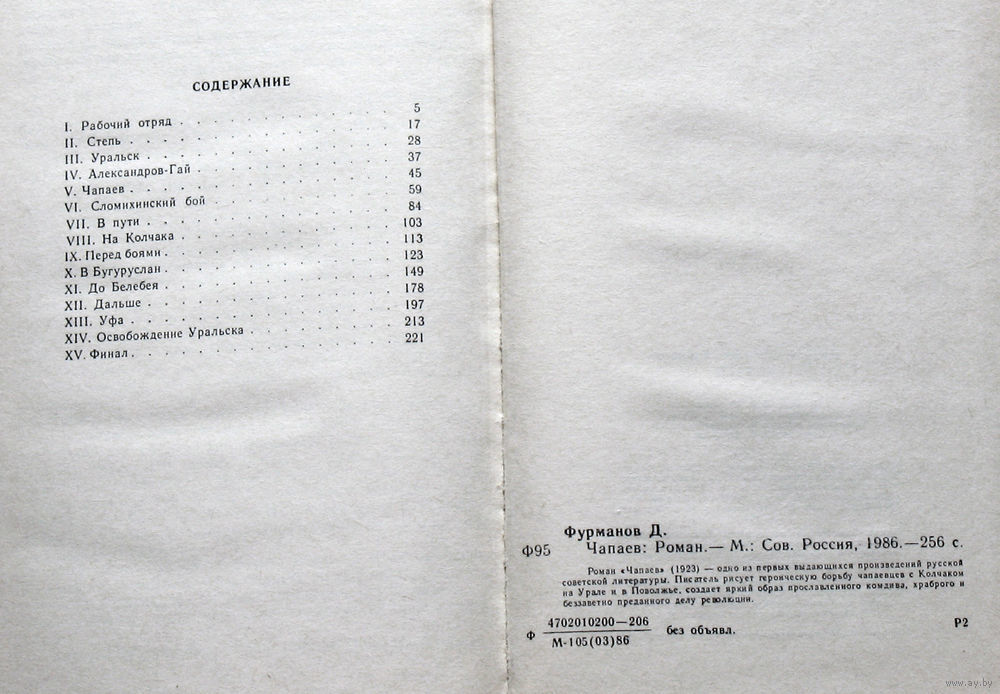 СОДЕРЖАНИЕ
I. Рабочий отряд 5
II. Степь 17
III. Уральск 28
IV. Александров-Гай 37
V. Чапаев 45
VI. Сломихинский бой 59
VII. В пути 84
VIII. На Колчака 103
IX. Перед боями 113
X. В Бугуруслан 123
XI. До Белебея 149
XII. Дальше 178
XIII. Уфа 197
XIV. Освобождение Уральска 213
XV. Финал 221
Фурманов Д.
Ф95 Чапаев: Роман.— М.: Сов. Россия, 1986.—256 с.
Роман «Чапаев» (1923) — одно из первых выдающихся произведений русской
советской литературы. Писатель рисует героическую борьбу чапаевцев с Колчаком
на Урале и в Поволжье, создает яркий образ прославленного комдива, храброго и
беззаветно преданного делу революции.
Ф 4702010200—206 без объявл. Р2
М-105(03)86
www.ay.by